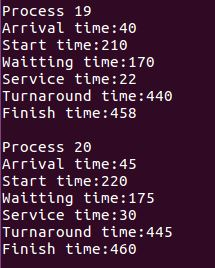 Process 19
Arrival time:40
Start time:210
Waitting time:170
Service time:22
Turnaround time:440
Finish time:458
Process 20
Arrival time:45
Start time:220
Waitting time:175
Service time:30
Turnaround time:445
Finish time:460